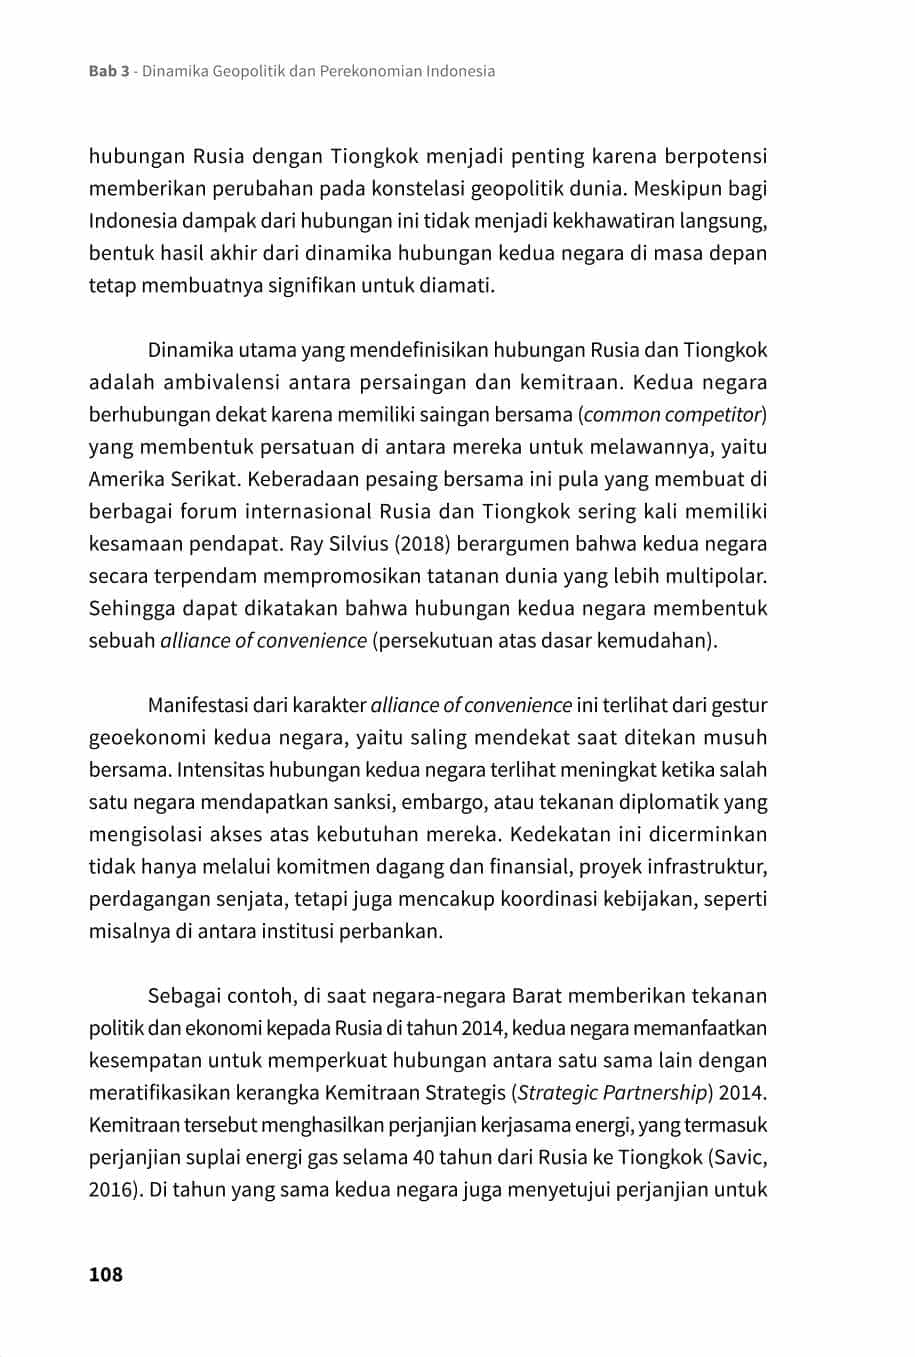 Bab 3 - Dinamika Geopolitik dan Perekonomian Indonesia
hubungan Rusia dengan Tiongkok menjadi penting karena berpotensi
memberikan perubahan pada konstelasi geopolitik dunia. Meskipun bagi
Indonesia dampak dari hubungan ini tidak menjadi kekhawatiran langsung,
bentuk hasil akhir dari dinamika hubungan kedua negara di masa depan
tetap membuatnya signifikan untuk diamati.
Dinamika utama yang mendefinisikan hubungan Rusia dan Tiongkok
adalah ambivalensi antara persaingan dan kemitraan. Kedua negara
berhubungan dekat karena memiliki saingan bersama (common competitor)
yang membentuk persatuan di antara mereka untuk melawannya, yaitu
Amerika Serikat. Keberadaan pesaing bersama ini pula yang membuat di
berbagai forum internasional Rusia dan Tiongkok sering kali memiliki
kesamaan pendapat. Ray Silvius (2018) berargumen bahwa kedua negara
secara terpendam mempromosikan tatanan dunia yang lebih multipolar.
Sehingga dapat dikatakan bahwa hubungan kedua negara membentuk
sebuah alliance of convenience (persekutuan atas dasar kemudahan).
Manifestasi dari karakter alliance of convenience ini terlihat dari gestur
geoekonomi kedua negara, yaitu saling mendekat saat ditekan musuh
bersama. Intensitas hubungan kedua negara terlihat meningkat ketika salah
satu negara mendapatkan sanksi, embargo, atau tekanan diplomatik yang
mengisolasi akses atas kebutuhan mereka. Kedekatan ini dicerminkan
tidak hanya melalui komitmen dagang dan finansial, proyek infrastruktur,
perdagangan senjata, tetapi juga mencakup koordinasi kebijakan, seperti
misalnya di antara institusi perbankan.
Sebagai contoh, di saat negara-negara Barat memberikan tekanan
politik dan ekonomi kepada Rusia di tahun 2014, kedua negara memanfaatkan
kesempatan untuk memperkuat hubungan antara satu sama lain dengan
meratifikasikan kerangka Kemitraan Strategis (Strategic Partnership) 2014.
Kemitraan tersebut menghasilkan perjanjian kerjasama energi, yang termasuk
perjanjian suplai energi gas selama 40 tahun dari Rusia ke Tiongkok (Savic,
2016). Di tahun yang sama kedua negara juga menyetujui perjanjian untuk
108